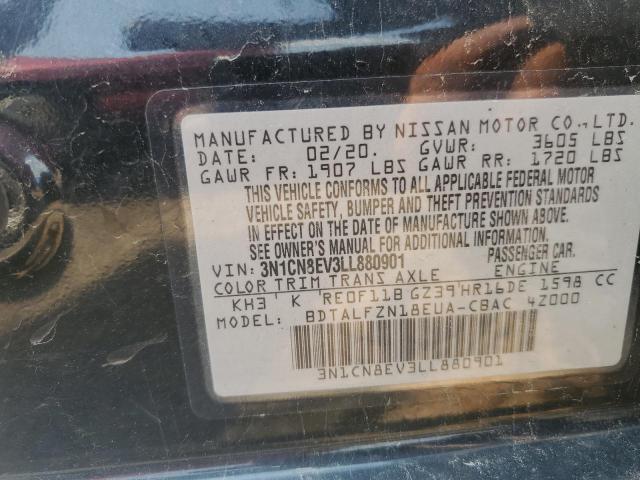 MANUFACTURED BY NISSAN MOTOR CO.,LTD.
DATE: 02/20. GVWR: 3605 LBS
GAWR FR: 1907 LBS GAWR RR: 1720 LBS
THIS VEHICLE CONFORMS TO ALL APPLICABLE FEDERAL MOTOR
VEHICLE SAFETY, BUMPER AND THEFT PREVENTION STANDARDS
IN EFFECT ON THE DATE OF MANUFACTURE SHOWN ABOVE.
SEE OWNER'S MANUAL FOR ADDITIONAL INFORMATION.
VIN: 3N1CN8EV3LL880901 PASSENGER CAR.
COLOR TRIM TRANS AXLE ENGINE
KH3 K RE0F11B GZ39 HR16DE 1598 CC
MODEL: BDTALFZN18EUA-CBAC 4Z000
3N1CN8EV3LL880901